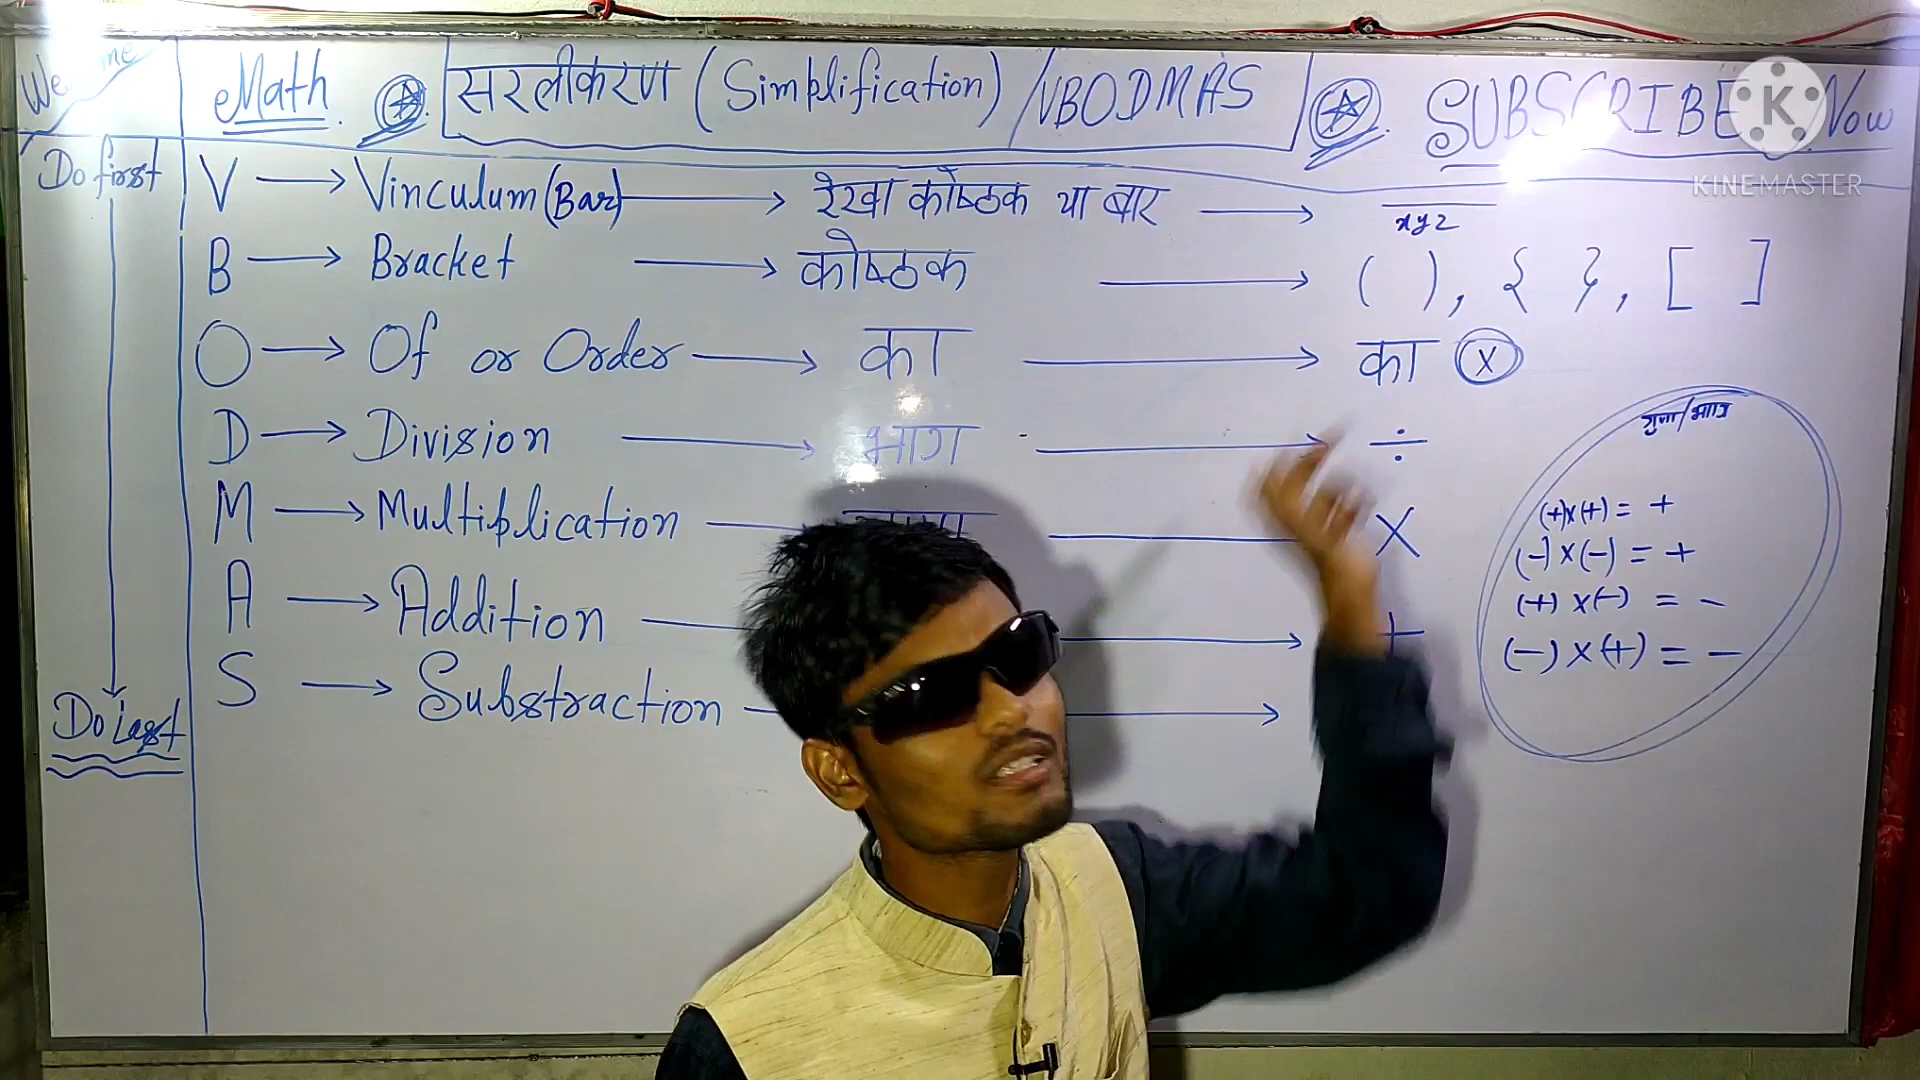 Welcome
Math
सरलीकरण (Simplification) / VBODMAS
SUBSCRIBE Now
K
KINEMASTER
Do first
V → Vinculum (Bar) → रेखा कोष्ठक या बार → xyz
B → Bracket → कोष्ठक → ( ), { }, [ ]
O → Of or Order → का → का (x)
D → Division → भाग → ÷
M → Multiplication → ×
A → Addition → +
S → Substraction →
Do Last
गुणा/भाग
(+)x(+) = +
(-)x(-) = +
(+)x(-) = -
(-)x(+) = -